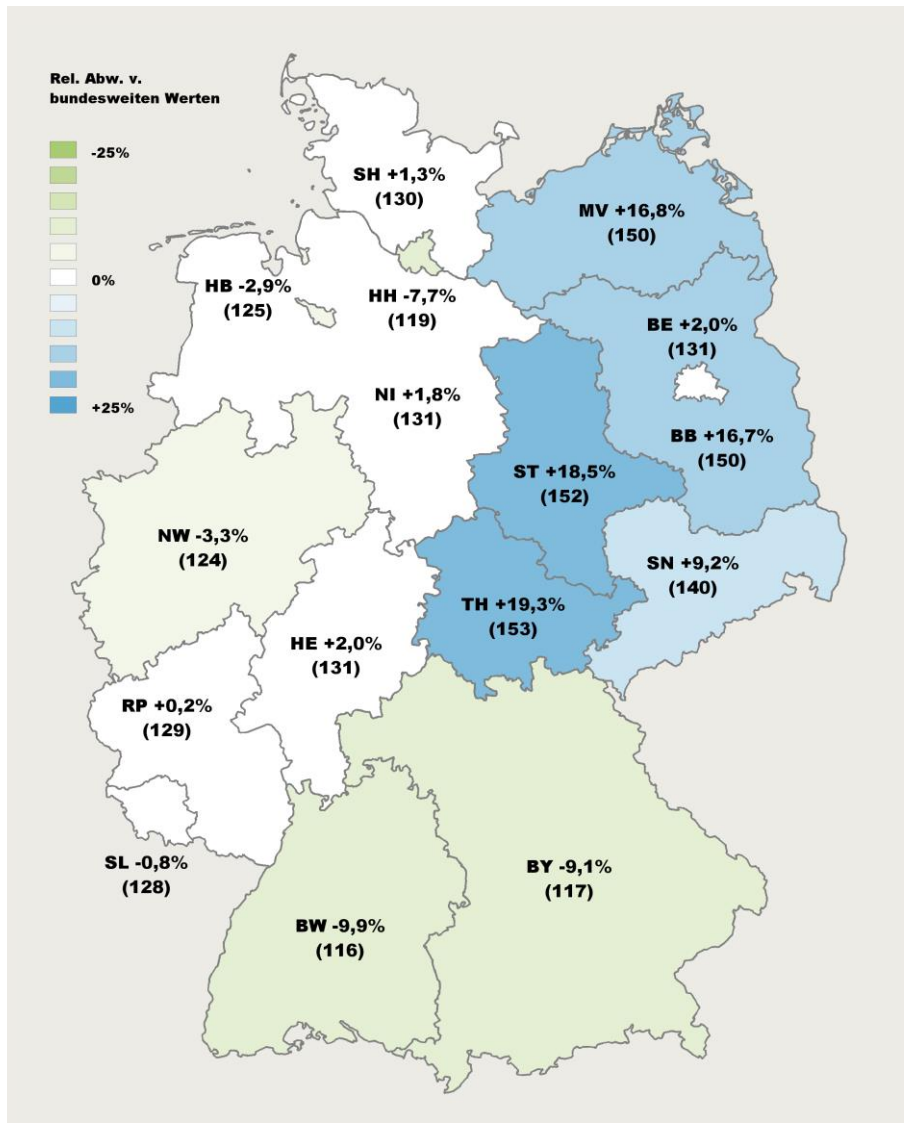 Rel. Abw. v.
bundesweiten Werten
-25%
0%
+25%
SH +1,3%
(130)
MV +16,8%
(150)
HB -2,9%
(125)
HH -7,7%
(119)
BE +2,0%
(131)
NI +1,8%
(131)
BB +16,7%
(150)
ST +18,5%
(152)
NW -3,3%
(124)
SN +9,2%
(140)
TH +19,3%
(153)
HE +2,0%
(131)
RP +0,2%
(129)
SL -0,8%
(128)
BY -9,1%
(117)
BW -9,9%
(116)